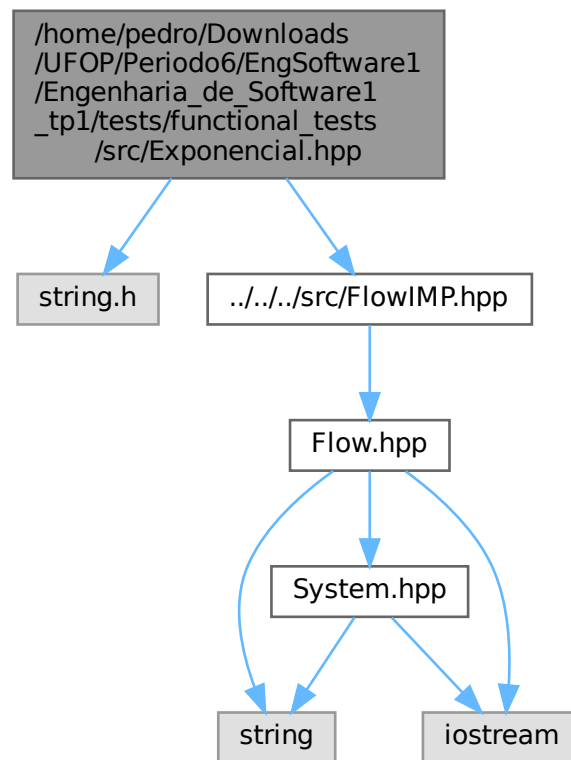 /home/pedro/Downloads
/UFOP/Periodo6/EngSoftware1
/Engenharia_de_Software1
_tp1/tests/functional_tests
/src/Exponencial.hpp
string.h
../../../src/FlowIMP.hpp
Flow.hpp
System.hpp
string
iostream